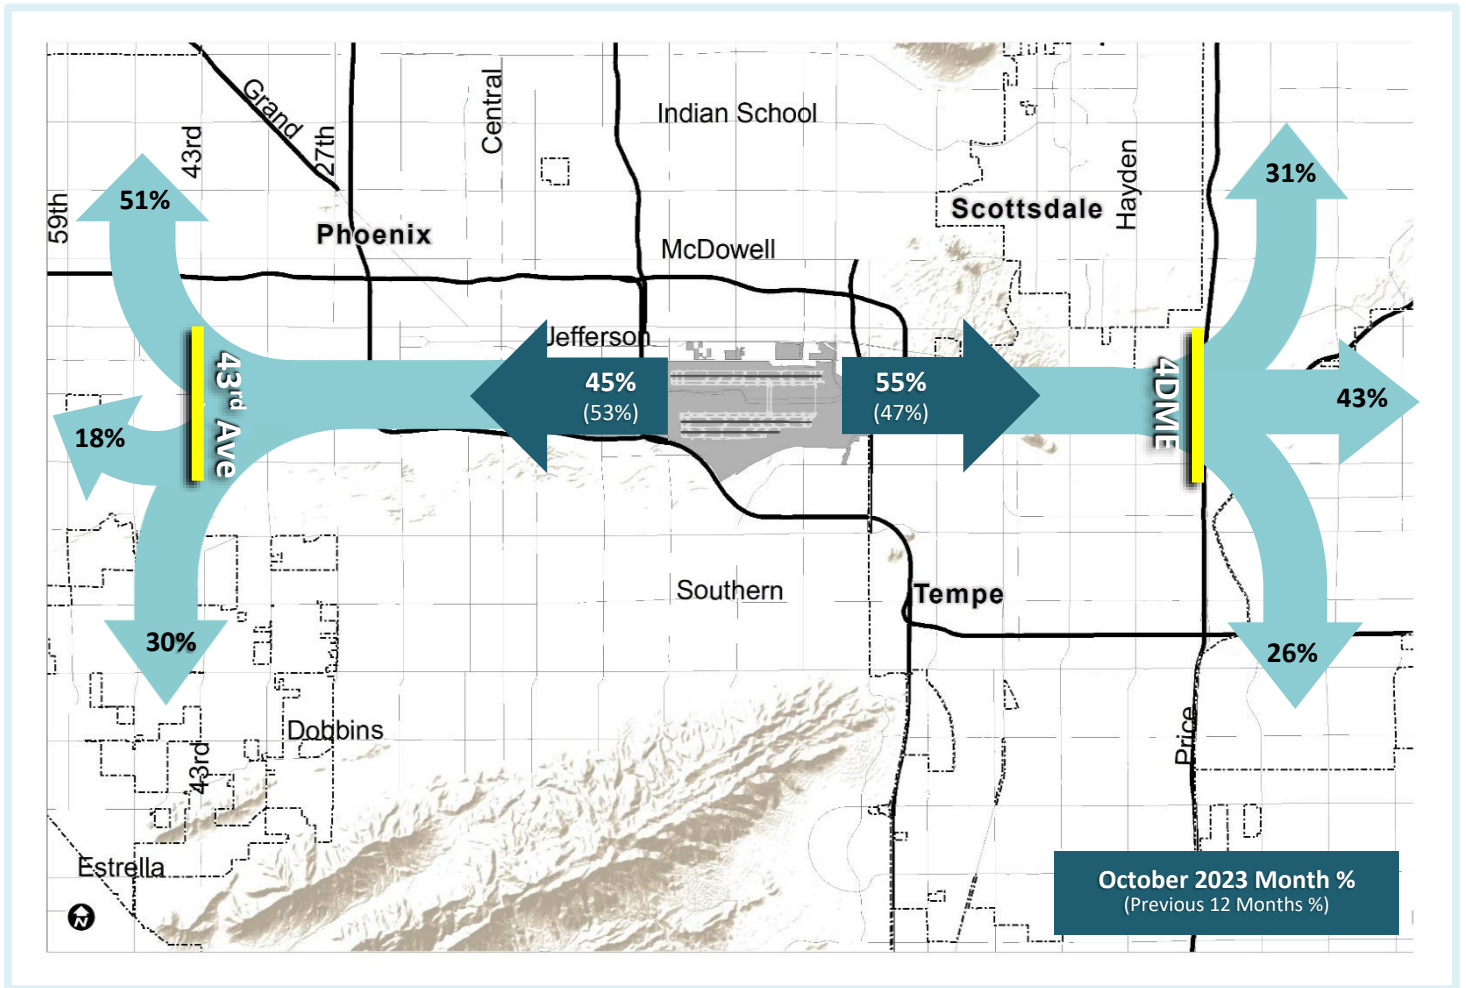 Grand
43rd
27th
Central
Indian School
Hayden
31%
51%
59th
Phoenix
Scottsdale
McDowell
Jefferson
43rd Ave
45%
(53%)
55%
(47%)
4DME
43%
18%
Southern
Tempe
30%
26%
Dobbins
43rd
Price
Estrella
N
October 2023 Month %
(Previous 12 Months %)